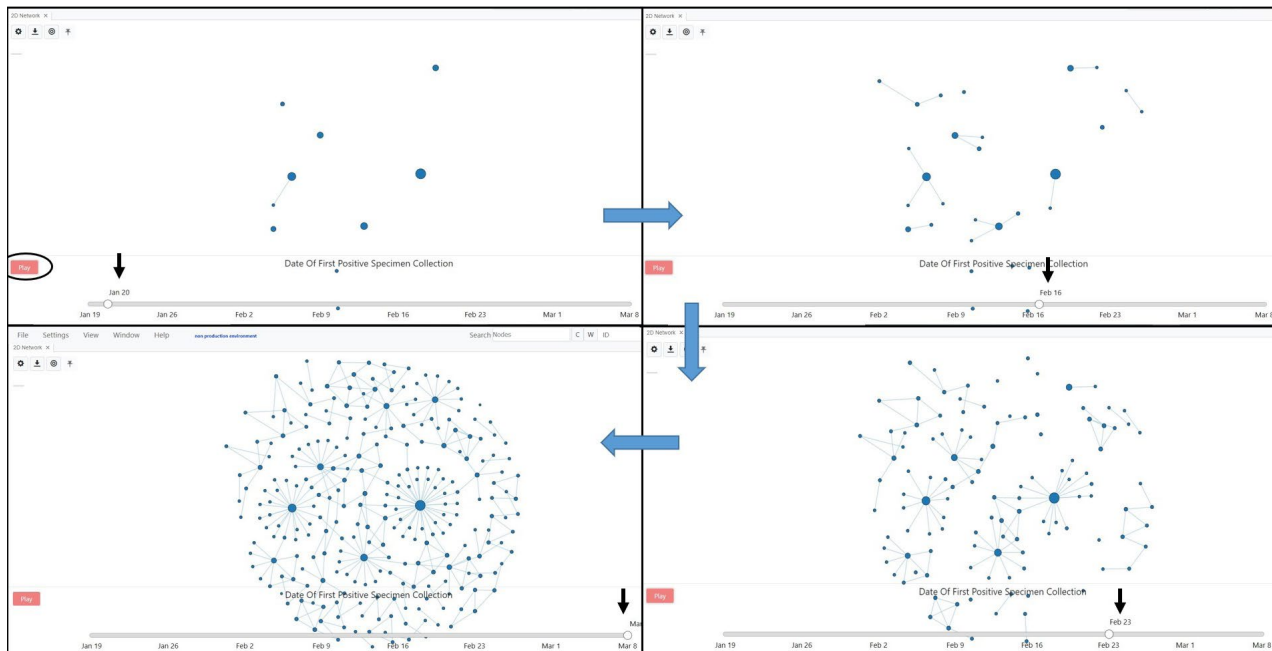 2D Network ×
Play
Date Of First Positive Specimen Collection
Jan 20
Jan 19 Jan 26 Feb 2 Feb 9 Feb 16 Feb 23 Mar 1 Mar 8
2D Network ×
Play
Date Of First Positive Specimen Collection
Feb 16
Jan 19 Jan 26 Feb 2 Feb 9 Feb 16 Feb 23 Mar 1 Mar 8
File Settings View Window Help non production environment Search Nodes C W ID
2D Network ×
Play
Date Of First Positive Specimen Collection
Mar
Jan 19 Jan 26 Feb 2 Feb 9 Feb 16 Feb 23 Mar 1 Mar 8
2D Network ×
Play
Date Of First Positive Specimen Collection
Feb 23
Jan 19 Jan 26 Feb 2 Feb 9 Feb 16 Feb 23 Mar 1 Mar 8